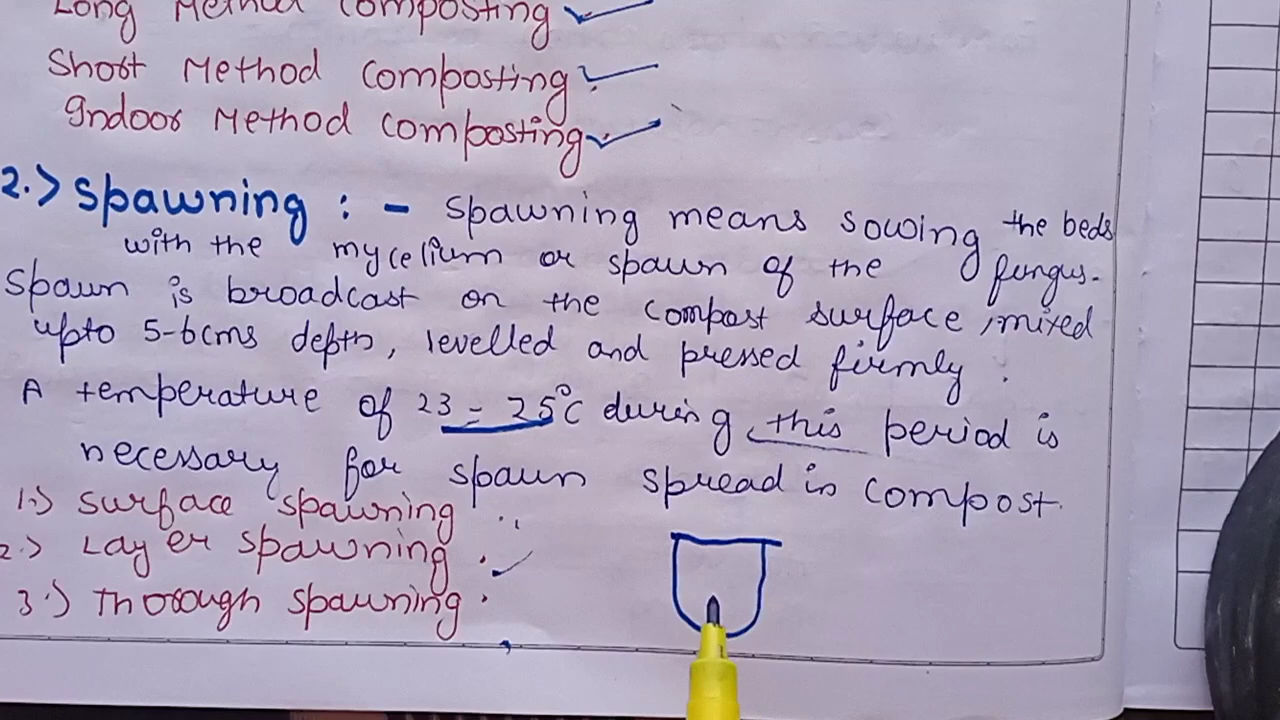 Long Method Composting
Short Method Composting
Indoor Method Composting
2.> Spawning : - Spawning means sowing the beds
with the mycelium or spawn of the fungus.
Spawn is broadcast on the compost surface, mixed
upto 5-6cms depth, levelled and pressed firmly.
A temperature of 23 - 25°C during this period is
necessary for spawn spread in compost.
1.) Surface spawning
2.> Layer spawning.
3.) Thorough spawning.